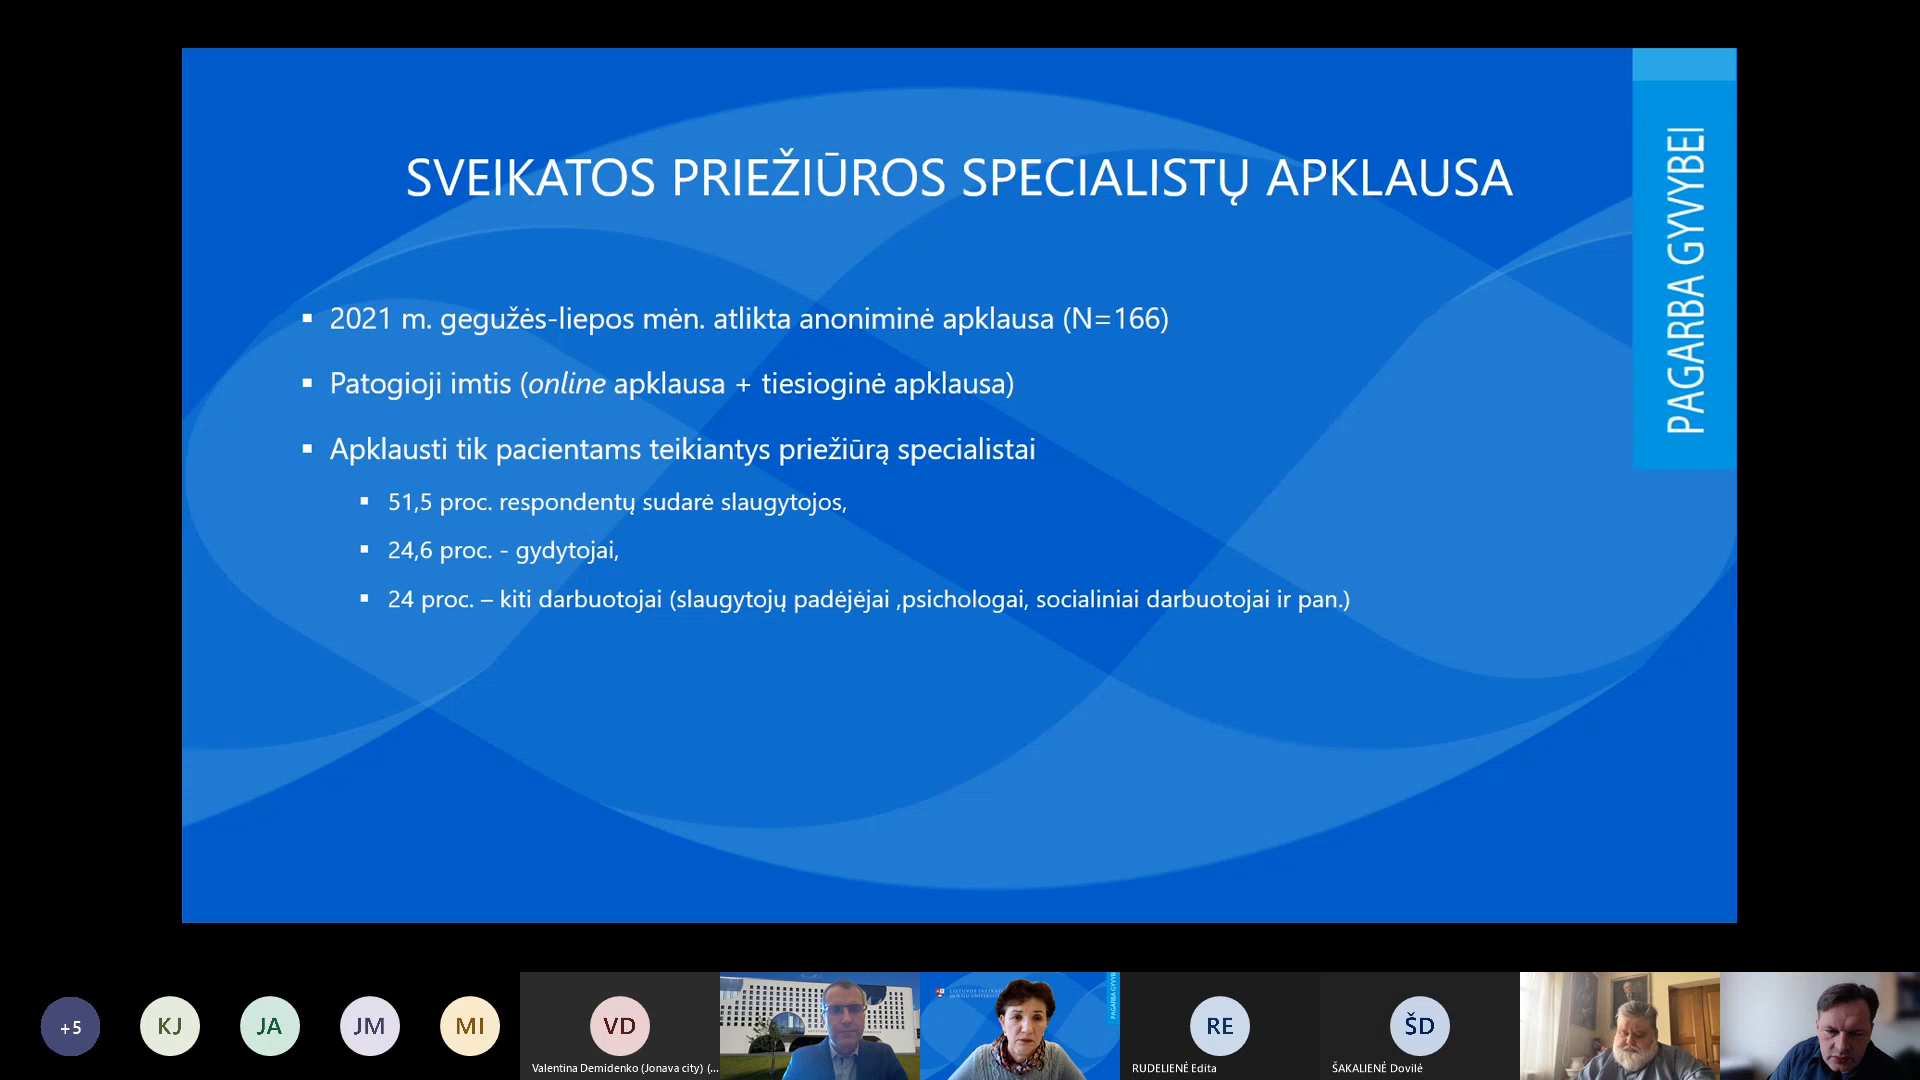 SVEIKATOS PRIEŽIŪROS SPECIALISTŲ APKLAUSA
PAGARBA GYVYBEI
▪ 2021 m. gegužės-liepos mėn. atlikta anoniminė apklausa (N=166)
▪ Patogioji imtis (online apklausa + tiesioginė apklausa)
▪ Apklausti tik pacientams teikiantys priežiūrą specialistai
▪ 51,5 proc. respondentų sudarė slaugytojos,
▪ 24,6 proc. - gydytojai,
▪ 24 proc. – kiti darbuotojai (slaugytojų padėjėjai ,psichologai, socialiniai darbuotojai ir pan.)
+5
KJ
JA
JM
MI
VD
Valentina Demidenko (Jonava city) (...
RE
RUDELIENĖ Edita
ŠD
ŠAKALIENĖ Dovilė